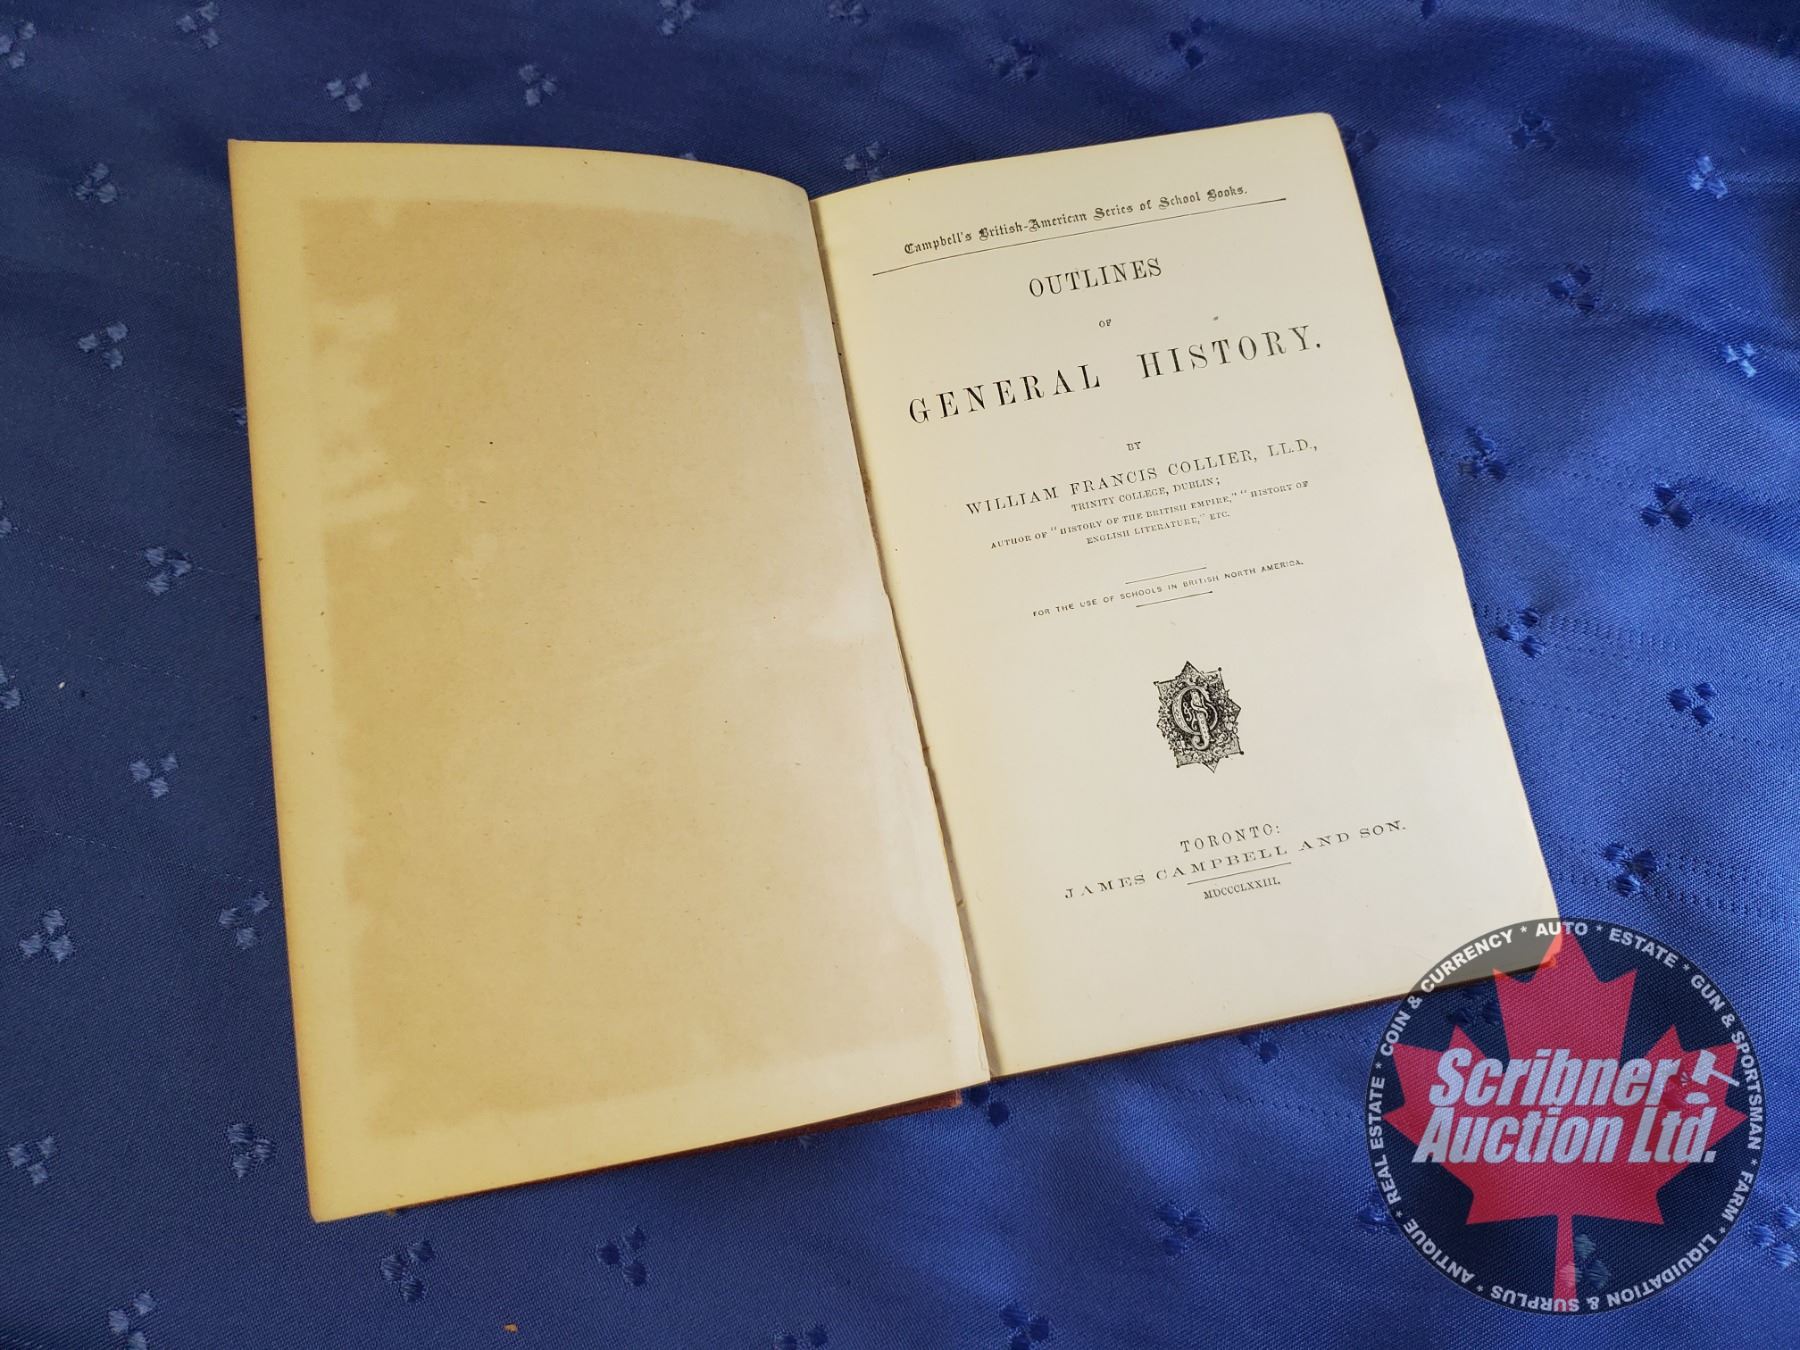 Campbell's British-American Series of School Books.
OUTLINES
OF
GENERAL HISTORY.
BY
WILLIAM FRANCIS COLLIER, LL.D.,
TRINITY COLLEGE, DUBLIN;
AUTHOR OF "HISTORY OF THE BRITISH EMPIRE," "HISTORY OF
ENGLISH LITERATURE," ETC.
FOR THE USE OF SCHOOLS IN BRITISH NORTH AMERICA.
TORONTO:
JAMES CAMPBELL AND SON.
MDCCCLXXIII.
REAL ESTATE * COIN & CURRENCY * AUTO * ESTATE * GUN & SPORTSMAN * FARM * LIQUIDATION & SURPLUS * ANTIQUE *
Scribner
Auction Ltd.